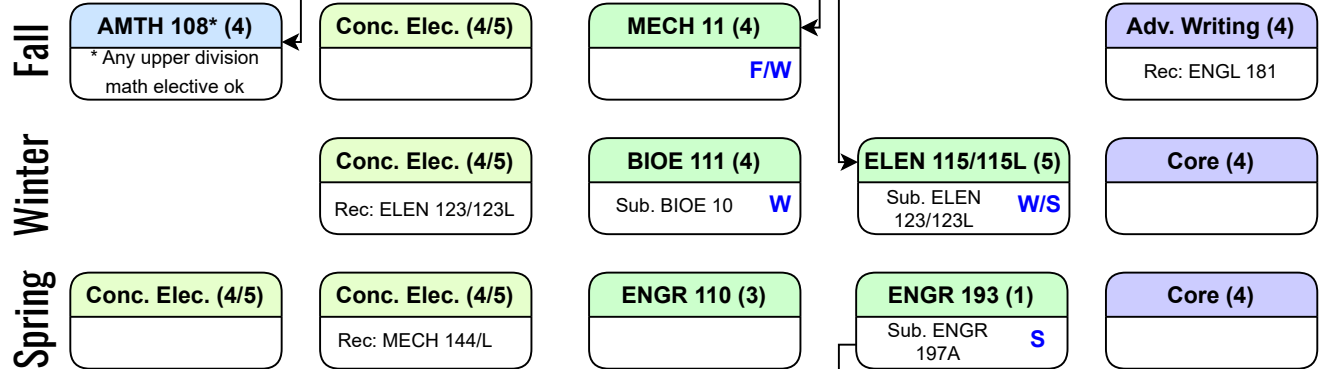 Fall
AMTH 108* (4)
* Any upper division
math elective ok
Conc. Elec. (4/5)
MECH 11 (4)
F/W
Adv. Writing (4)
Rec: ENGL 181
Winter
Conc. Elec. (4/5)
Rec: ELEN 123/123L
BIOE 111 (4)
Sub. BIOE 10
W
ELEN 115/115L (5)
Sub. ELEN
123/123L
W/S
Core (4)
Spring
Conc. Elec. (4/5)
Conc. Elec. (4/5)
Rec: MECH 144/L
ENGR 110 (3)
ENGR 193 (1)
Sub. ENGR
197A
S
Core (4)